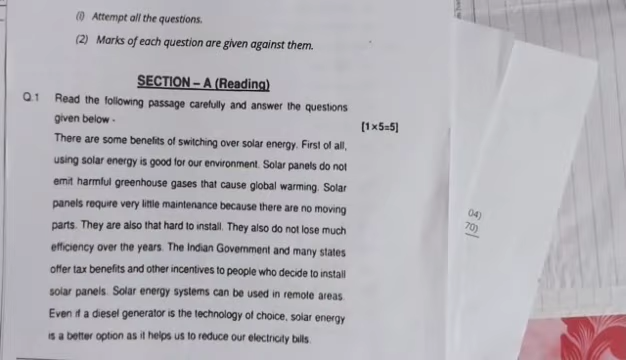 (i) Attempt all the questions.
(2) Marks of each question are given against them.
SECTION – A (Reading)
Q.1 Read the following passage carefully and answer the questions
given below -
[1×5=5]
There are some benefits of switching over solar energy. First of all,
using solar energy is good for our environment. Solar panels do not
emit harmful greenhouse gases that cause global warming. Solar
panels require very little maintenance because there are no moving
parts. They are also that hard to install. They also do not lose much
efficiency over the years. The Indian Government and many states
offer tax benefits and other incentives to people who decide to install
solar panels. Solar energy systems can be used in remote areas.
Even if a diesel generator is the technology of choice, solar energy
is a better option as it helps us to reduce our electricity bills.
04)
70)